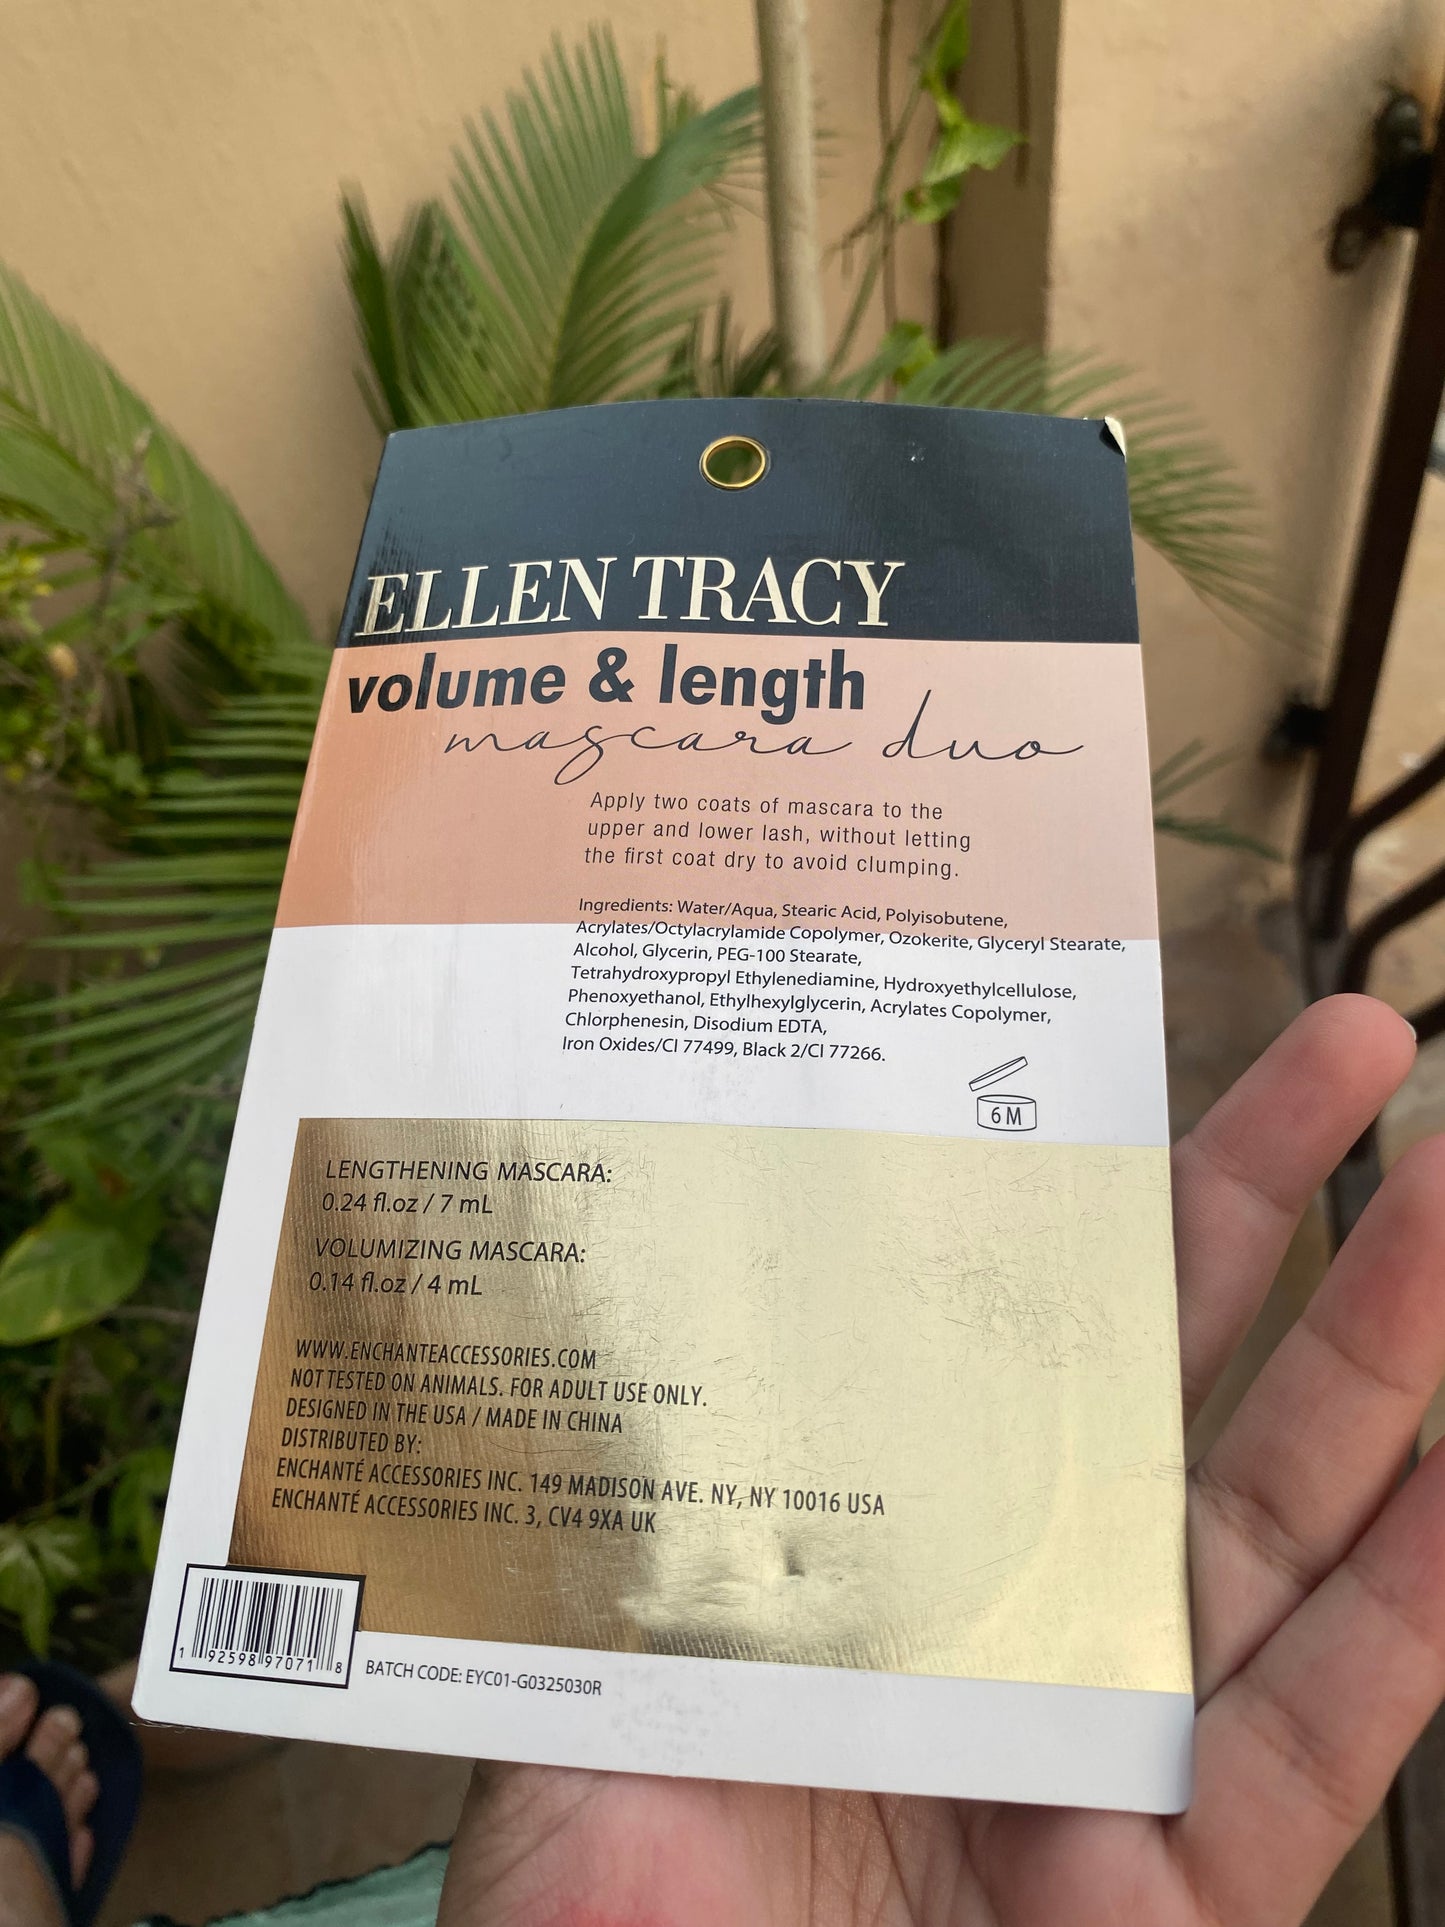 ELLEN TRACY
volume & length
mascara duo
Apply two coats of mascara to the
upper and lower lash, without letting
the first coat dry to avoid clumping.
Ingredients: Water/Aqua, Stearic Acid, Polyisobutene,
Acrylates/Octylacrylamide Copolymer, Ozokerite, Glyceryl Stearate,
Alcohol, Glycerin, PEG-100 Stearate,
Tetrahydroxypropyl Ethylenediamine, Hydroxyethylcellulose,
Phenoxyethanol, Ethylhexylglycerin, Acrylates Copolymer,
Chlorphenesin, Disodium EDTA,
Iron Oxides/CI 77499, Black 2/CI 77266.
6 M
LENGTHENING MASCARA:
0.24 fl.oz / 7 mL
VOLUMIZING MASCARA:
0.14 fl.oz / 4 mL
WWW.ENCHANTEACCESSORIES.COM
NOT TESTED ON ANIMALS. FOR ADULT USE ONLY.
DESIGNED IN THE USA / MADE IN CHINA
DISTRIBUTED BY:
ENCHANTÉ ACCESSORIES INC. 149 MADISON AVE. NY, NY 10016 USA
ENCHANTÉ ACCESSORIES INC. 3, CV4 9XA UK
1 92598 97071 8
BATCH CODE: EYC01-G0325030R